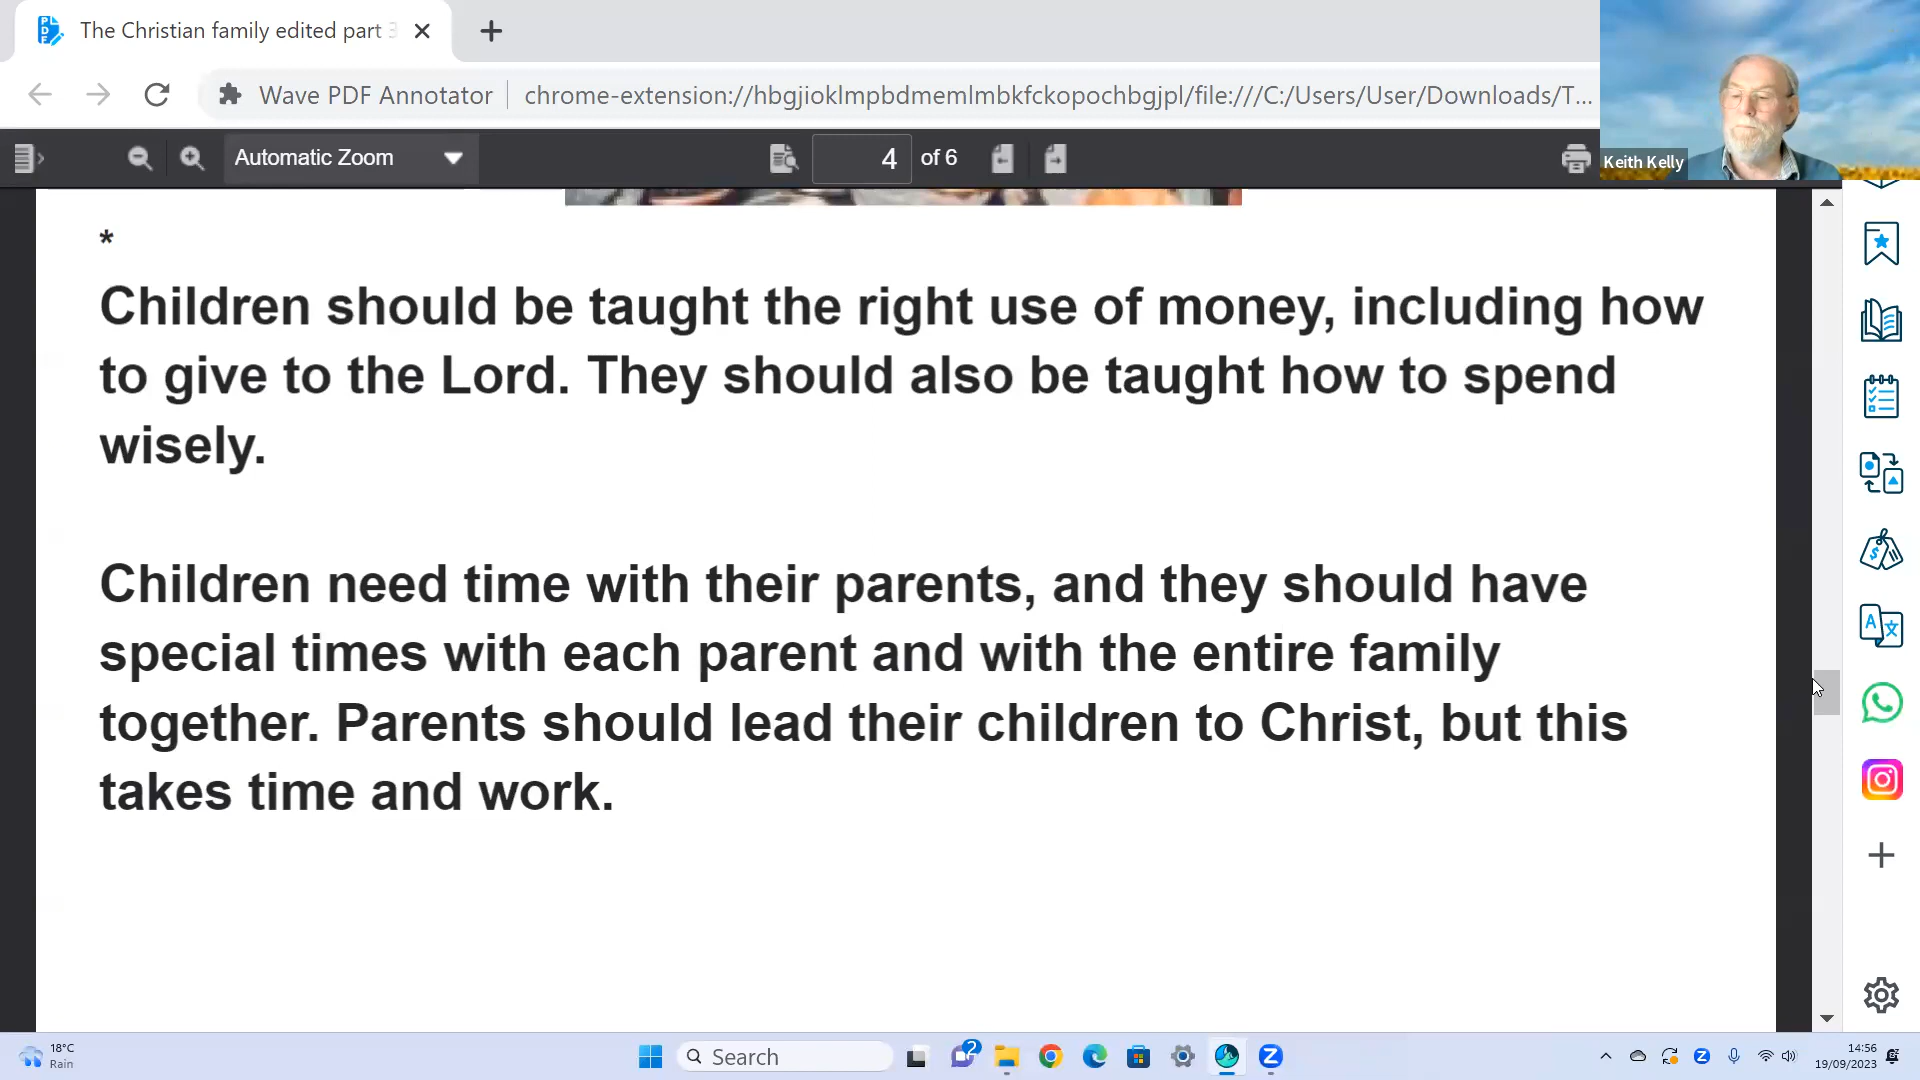 The Christian family edited part 3
Wave PDF Annotator
chrome-extension://hbgjioklmpbdmemlmbkfckopochbgjpl/file:///C:/Users/User/Downloads/T...
Keith Kelly
Automatic Zoom
4 of 6
*
Children should be taught the right use of money, including how
to give to the Lord. They should also be taught how to spend
wisely.
Children need time with their parents, and they should have
special times with each parent and with the entire family
together. Parents should lead their children to Christ, but this
takes time and work.
18°C
Rain
Search
2
14:56
19/09/2023